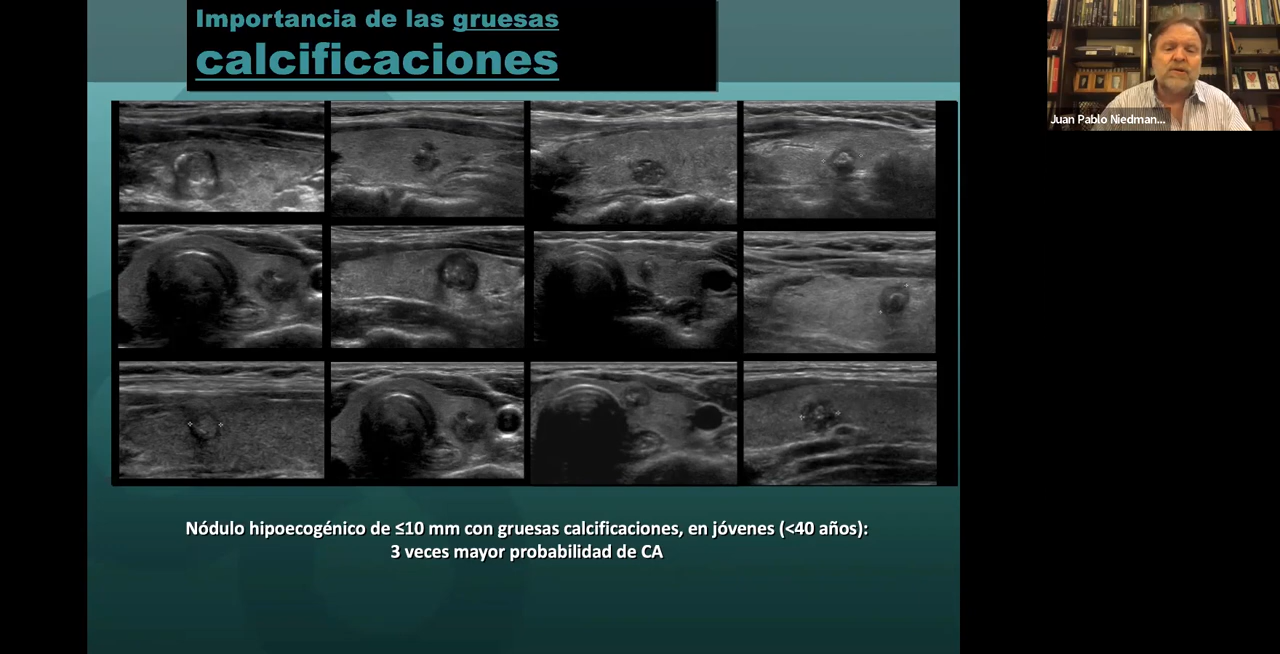 Importancia de las gruesas
calcificaciones
Juan Pablo Niedman...
Nódulo hipoecogénico de ≤10 mm con gruesas calcificaciones, en jóvenes (<40 años):
3 veces mayor probabilidad de CA